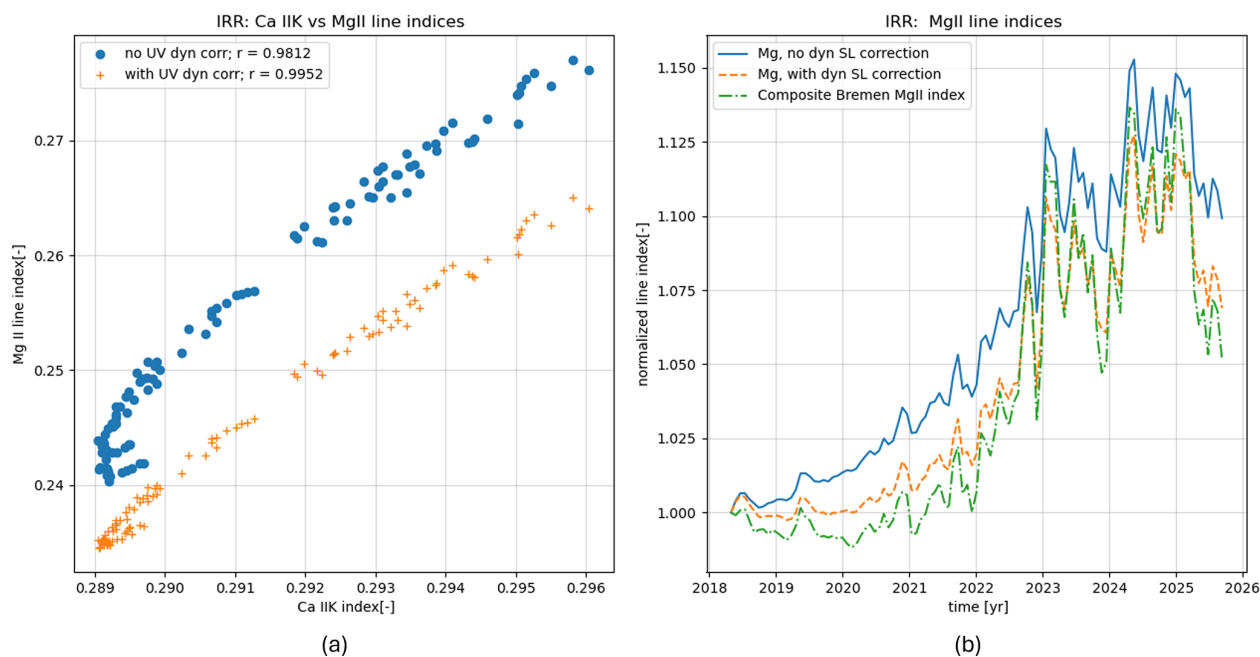 IRR: Ca IIK vs MgII line indices
no UV dyn corr; r = 0.9812
with UV dyn corr; r = 0.9952
0.27
0.26
0.25
0.24
Mg II line index[-]
0.289 0.290 0.291 0.292 0.293 0.294 0.295 0.296
Ca IIK index[-]
(a)
IRR:  MgII line indices
Mg, no dyn SL correction
Mg, with dyn SL correction
Composite Bremen MgII index
1.150
1.125
1.100
1.075
1.050
1.025
1.000
normalized line index[-]
2018 2019 2020 2021 2022 2023 2024 2025 2026
time [yr]
(b)